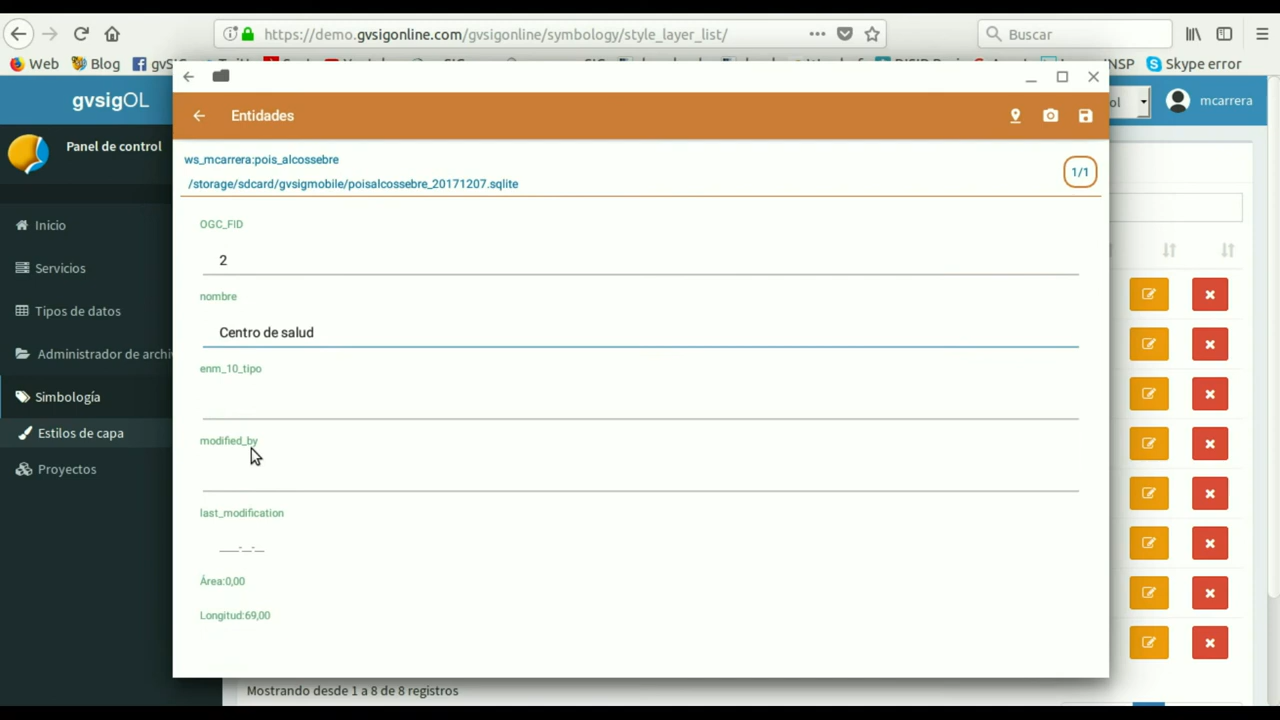 https://demo.gvsigonline.com/gvsigonline/symbology/style_layer_list/
Buscar
Web
Blog
Skype error
gvsigOL
mcarrera
Panel de control
Inicio
Servicios
Tipos de datos
Administrador de archi
Simbología
Estilos de capa
Proyectos
Entidades
ws_mcarrera:pois_alcossebre
/storage/sdcard/gvsigmobile/poisalcossebre_20171207.sqlite
1/1
OGC_FID
2
nombre
Centro de salud
enm_10_tipo
modified_by
last_modification
____-__-__
Área:0,00
Longitud:69,00
Mostrando desde 1 a 8 de 8 registros